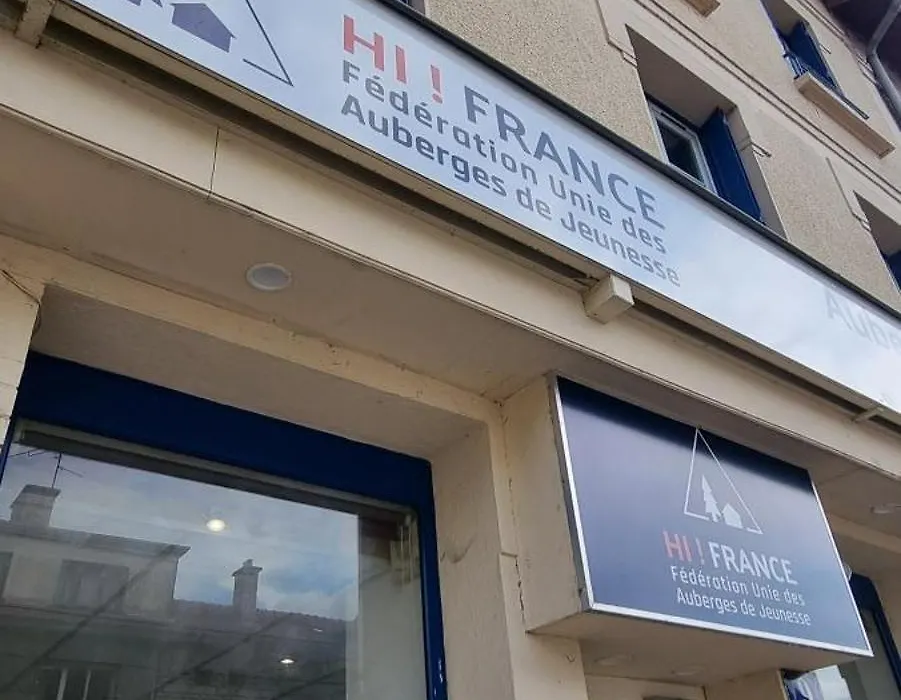 HI ! FRANCE
Fédération Unie des
Auberges de Jeunesse
HI ! FRANCE
Fédération Unie des
Auberges de Jeunesse